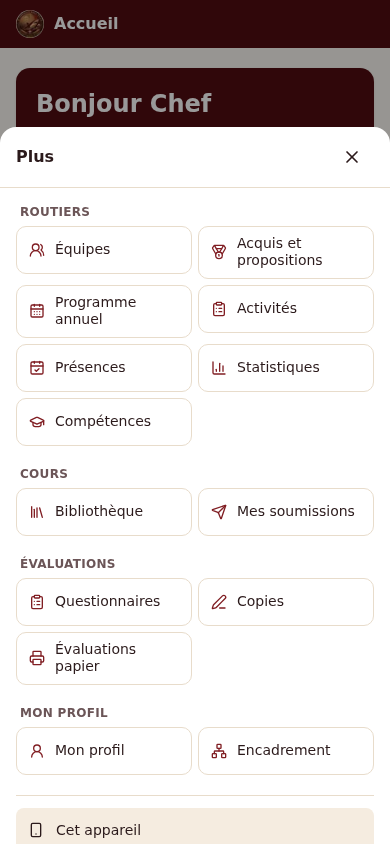 Accueil
Bonjour Chef
Plus
ROUTIERS
Équipes
Acquis et
propositions
Programme
annuel
Activités
Présences
Statistiques
Compétences
COURS
Bibliothèque
Mes soumissions
ÉVALUATIONS
Questionnaires
Copies
Évaluations
papier
MON PROFIL
Mon profil
Encadrement
Cet appareil